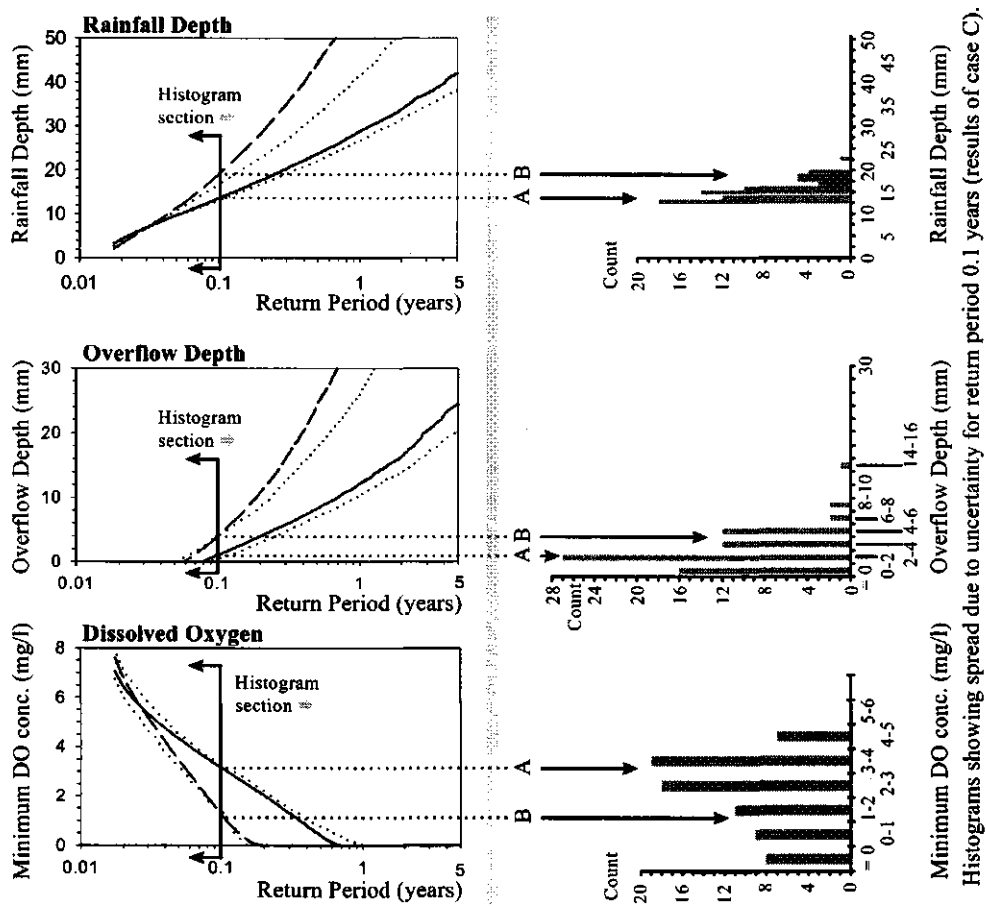 Rainfall Depth
Rainfall Depth (mm)
50
40
30
20
10
0
Histogram
section
0.01
0.1
1
5
Return Period (years)
Overflow Depth
Overflow Depth (mm)
30
20
10
0
Histogram
section
0.01
0.1
1
5
Return Period (years)
Dissolved Oxygen
Minimum DO conc. (mg/l)
8
6
4
2
0
Histogram
section
0.01
0.1
1
5
Return Period (years)
B
A
B
A
A
B
Count
20
16
12
8
4
0
0
5
10
15
20
25
30
35
40
45
50
Rainfall Depth (mm)
Count
28
24
20
16
12
8
4
0
= 0
0-2
2-4
4-6
6-8
8-10
14-16
30
Overflow Depth (mm)
Count
20
16
12
8
4
0
= 0
0-1
1-2
2-3
3-4
4-5
5-6
Minimum DO conc. (mg/l)
Histograms showing spread due to uncertainty for return period 0.1 years (results of case C).